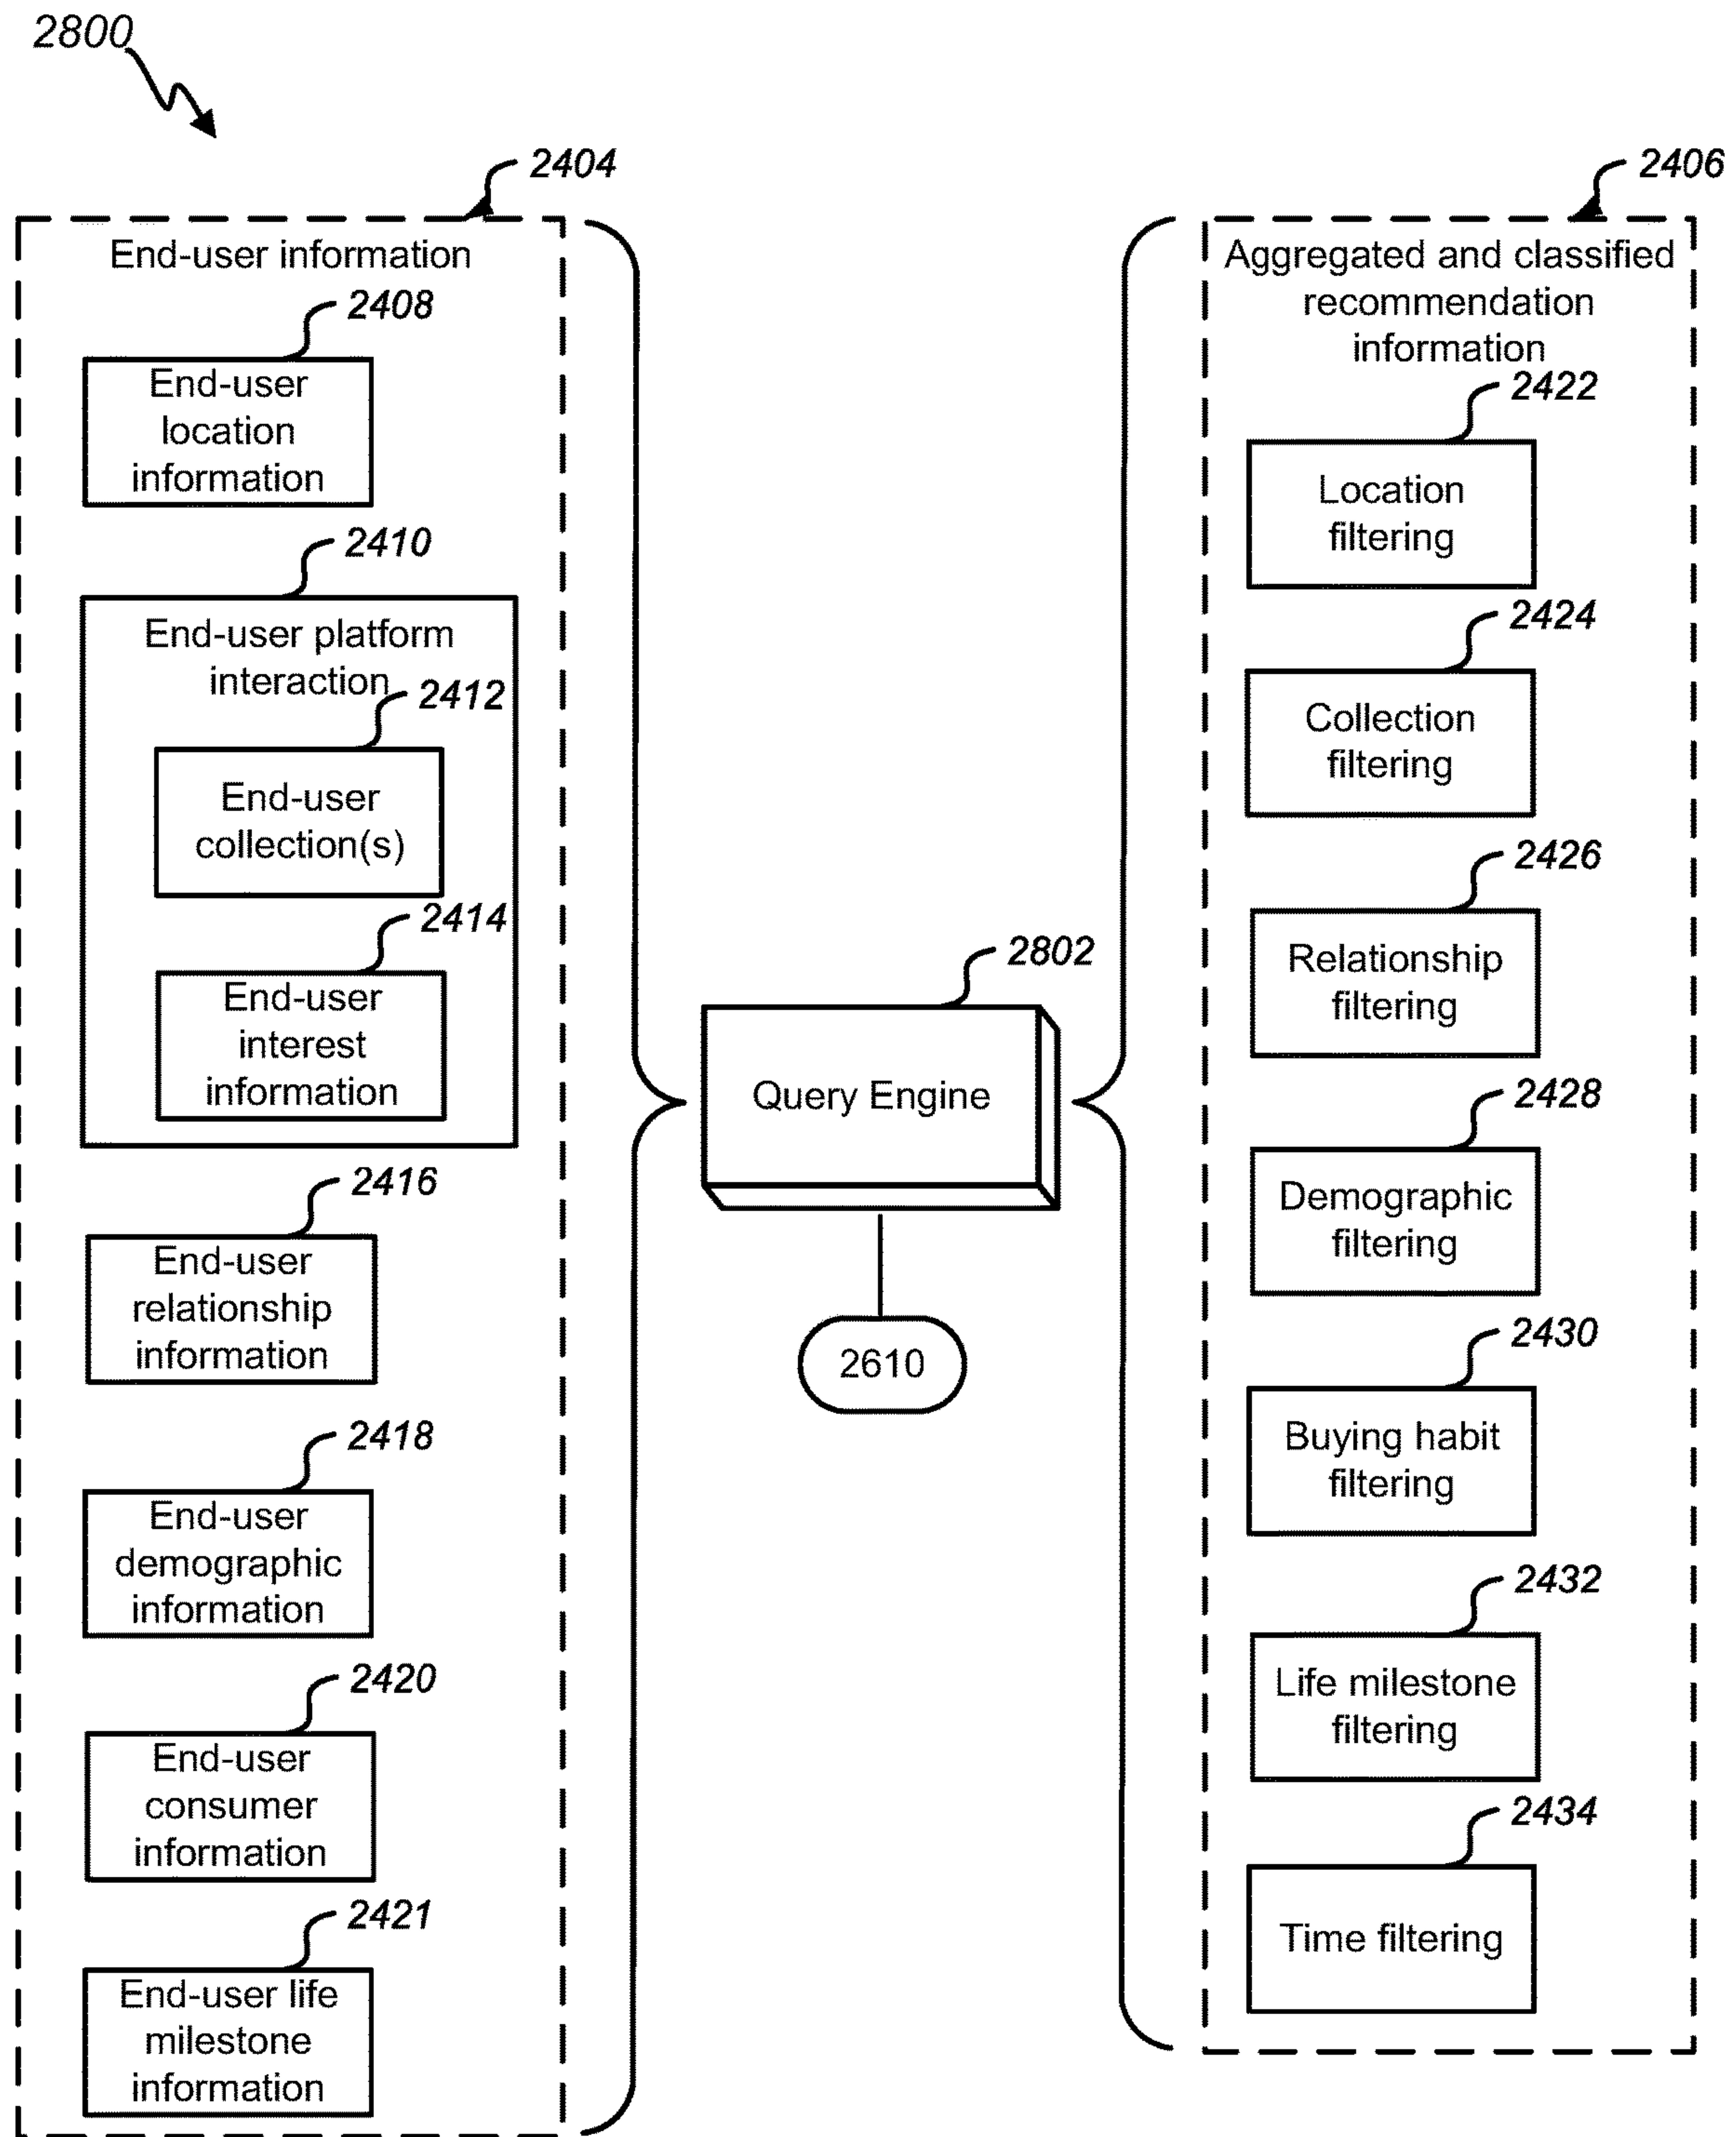 2800
2404
End-user information
2408
End-user
location
information
2410
End-user platform
interaction
2412
End-user
collection(s)
2414
End-user
interest
information
2416
End-user
relationship
information
2418
End-user
demographic
information
2420
End-user
consumer
information
2421
End-user life
milestone
information
2802
Query Engine
2610
2406
Aggregated and classified
recommendation
information
2422
Location
filtering
2424
Collection
filtering
2426
Relationship
filtering
2428
Demographic
filtering
2430
Buying habit
filtering
2432
Life milestone
filtering
2434
Time filtering